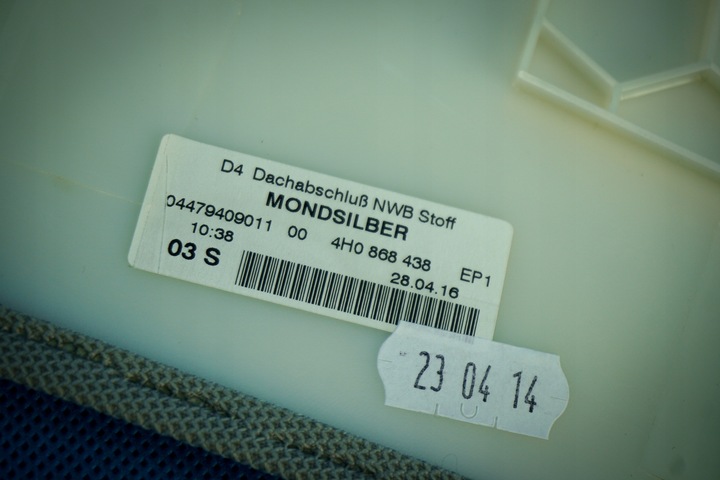 D4 Dachabschluß NWB Stoff
MONDSILBER
04479409011 00 4H0 868 438 EP1
10:38 28.04.16
03 S
23 04 14